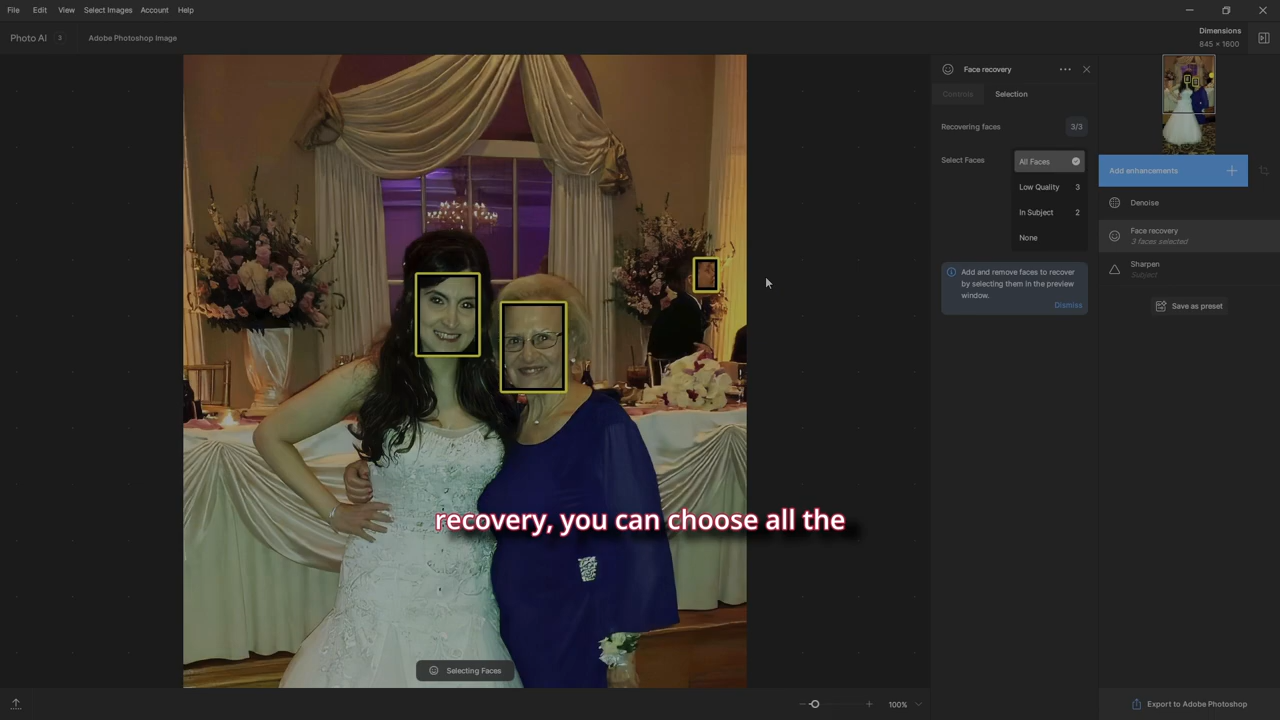 File Edit View Select Images Account Help
Photo AI 3 Adobe Photoshop Image
Dimensions
845 × 1600
Face recovery
Controls Selection
Recovering faces 3/3
Select Faces
All Faces
Low Quality 3
In Subject 2
None
Add and remove faces to recover
by selecting them in the preview
window.
Dismiss
Add enhancements
Denoise
Face recovery
3 faces selected
Sharpen
Subject
Save as preset
recovery, you can choose all the
Selecting Faces
100%
Export to Adobe Photoshop